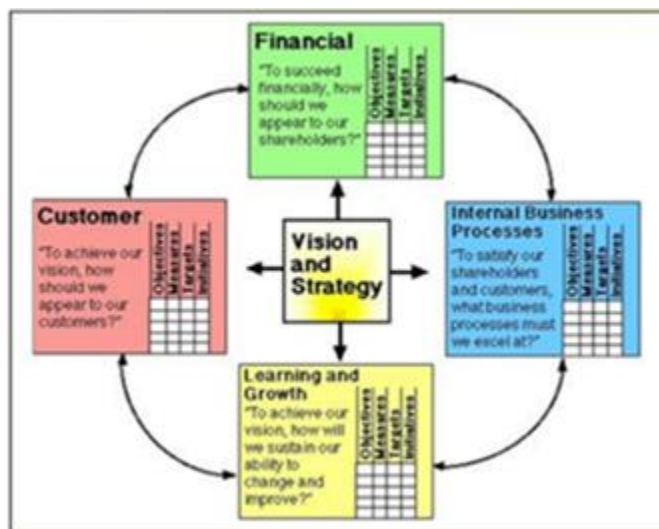 Financial
"To succeed
financially, how
should we
appear to our
shareholders?"
Objectives
Measures
Targets
Initiatives
Customer
"To achieve our
vision, how
should we
appear to our
customers?"
Objectives
Measures
Targets
Initiatives
Vision
and
Strategy
Internal Business
Processes
"To satisfy our
shareholders
and customers,
what business
processes must
we excel at?"
Objectives
Measures
Targets
Initiatives
Learning and
Growth
"To achieve our
vision, how will
we sustain our
ability to
change and
improve?"
Objectives
Measures
Targets
Initiatives